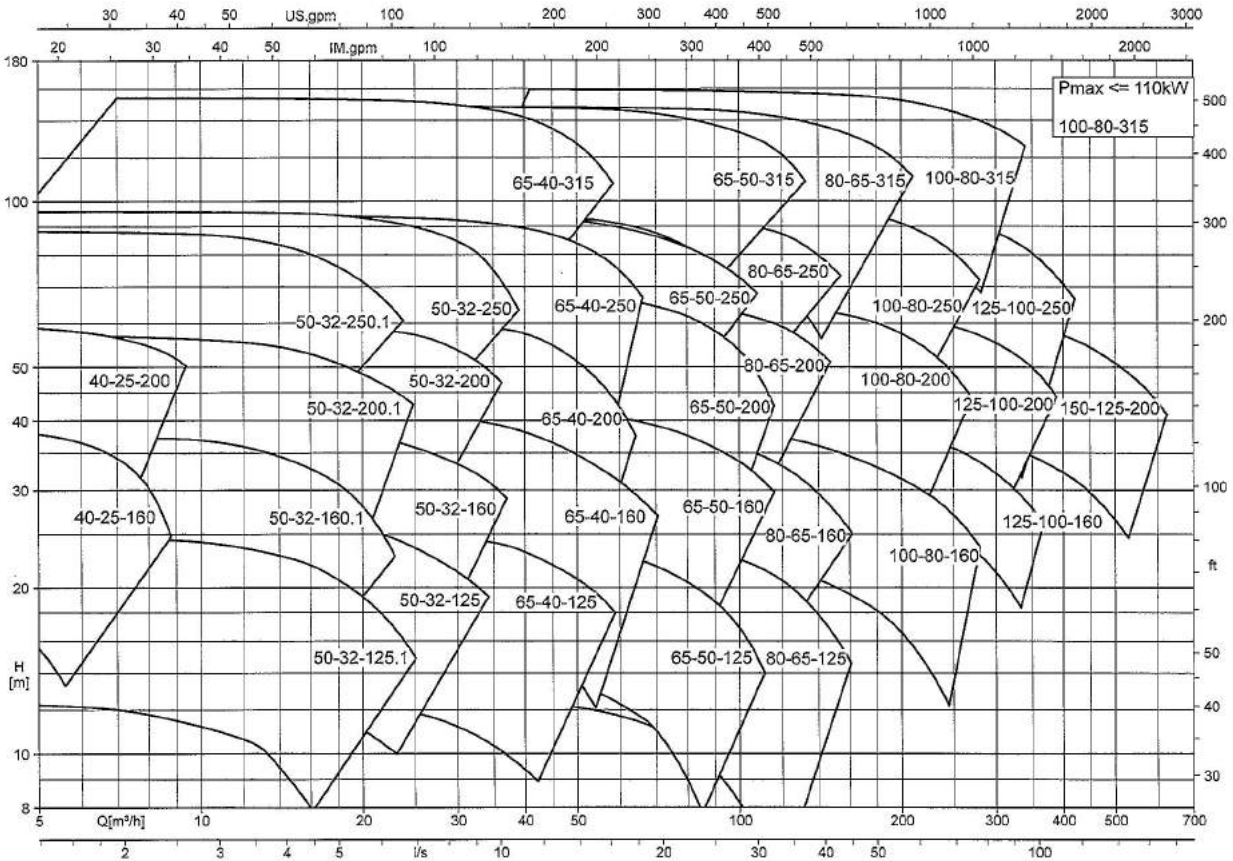 30 40 50 US.gpm 100 200 300 400 500 1000 2000 3000
20 30 40 50 IM.gpm 100 200 300 400 500 1000 2000
180
Pmax <= 110kW
500
100-80-315
400
65-40-315 65-50-315 80-65-315 100-80-315
100
300
80-65-250
50-32-250.1 50-32-250 65-40-250 65-50-250 100-80-250 125-100-250
200
50
40-25-200 50-32-200.1 50-32-200 65-40-200 65-50-200 80-65-200 100-80-200 125-100-200 150-125-200
40
30
100
40-25-160 50-32-160.1 50-32-160 65-40-160 65-50-160 80-65-160 100-80-160 125-100-160
ft
20
50-32-125.1 50-32-125 65-40-125 65-50-125 80-65-125
50
H
[m]
40
10
30
8
5 Q[m³/h] 10 20 30 40 50 100 200 300 400 500 700
2 3 4 5 l/s 10 20 30 40 50 100